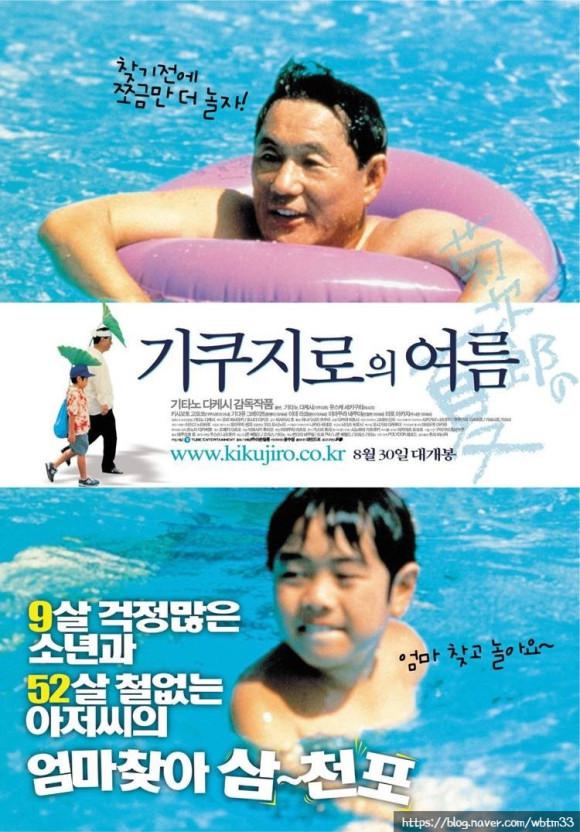 찾기전에
쪼금만 더 놀자!
菊次郎の夏
기쿠지로의 여름
기타노 다케시 감독작품
www.kikujiro.co.kr 8월 30일 대개봉
9살 걱정많은
소년과
엄마 찾고 놀아요~
52살 철없는
아저씨의
엄마찾아 삼~천포
https://blog.naver.com/wbtm33